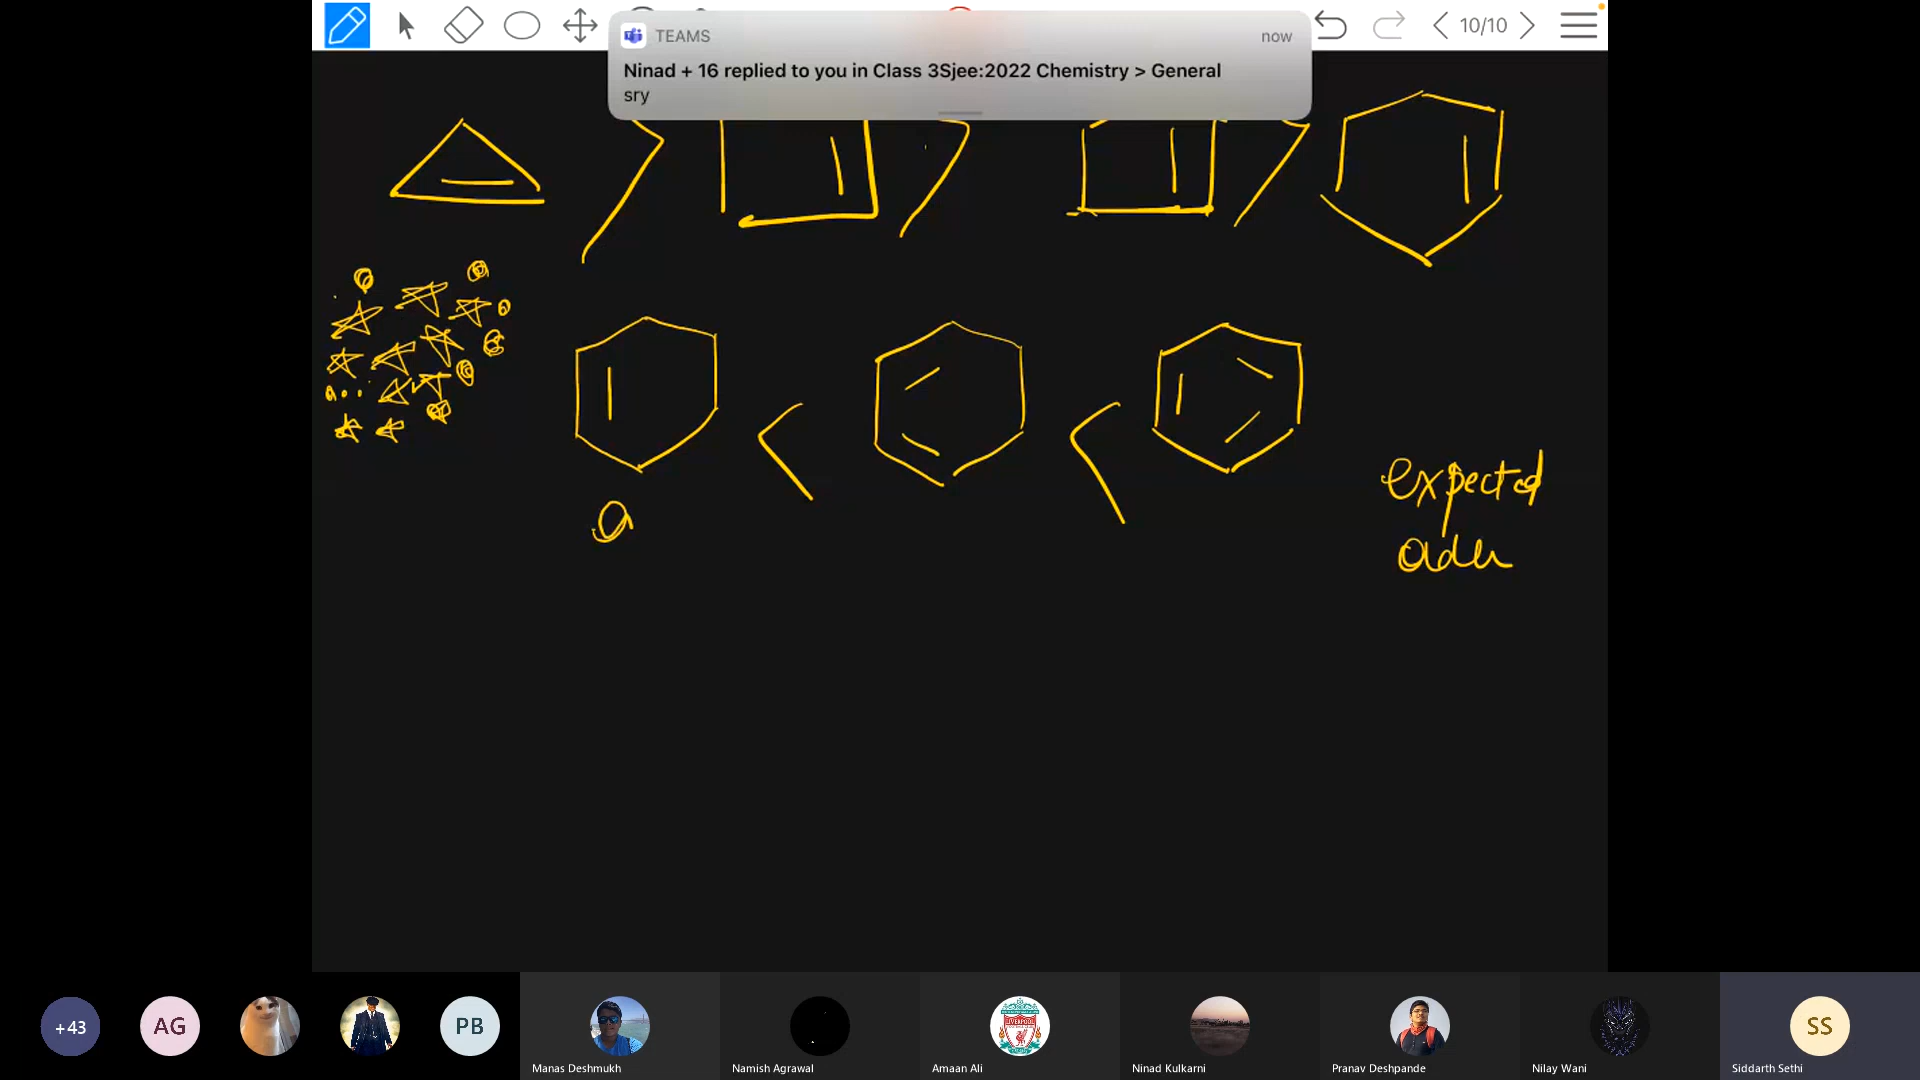 10/10
TEAMS
now
Ninad + 16 replied to you in Class 3Sjee:2022 Chemistry > General
sry
a
expected
+43
AG
PB
SS
Manas Deshmukh
Namish Agrawal
Amaan Ali
Ninad Kulkarni
Pranav Deshpande
Nilay Wani
Siddarth Sethi